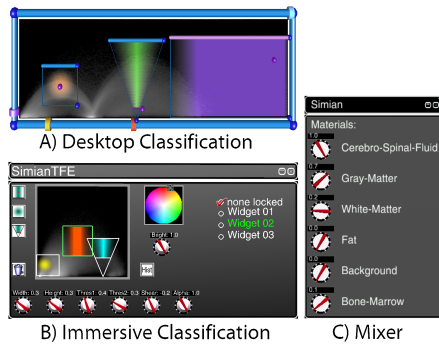 A) Desktop Classification
SimianTFE
none locked
Widget 01
Widget 02
Widget 03
Bright: 1.0
Hist
Width: 0.3 Height: 0.3 Thres1: 0.4 Thres2: 0.3 Shear: -0.2 Alpha: 1.0
B) Immersive Classification
Simian
Materials:
1.0
Cerebro-Spinal-Fluid
0.7
Gray-Matter
0.2
White-Matter
0.0
Fat
0.0
Background
0.1
Bone-Marrow
C) Mixer